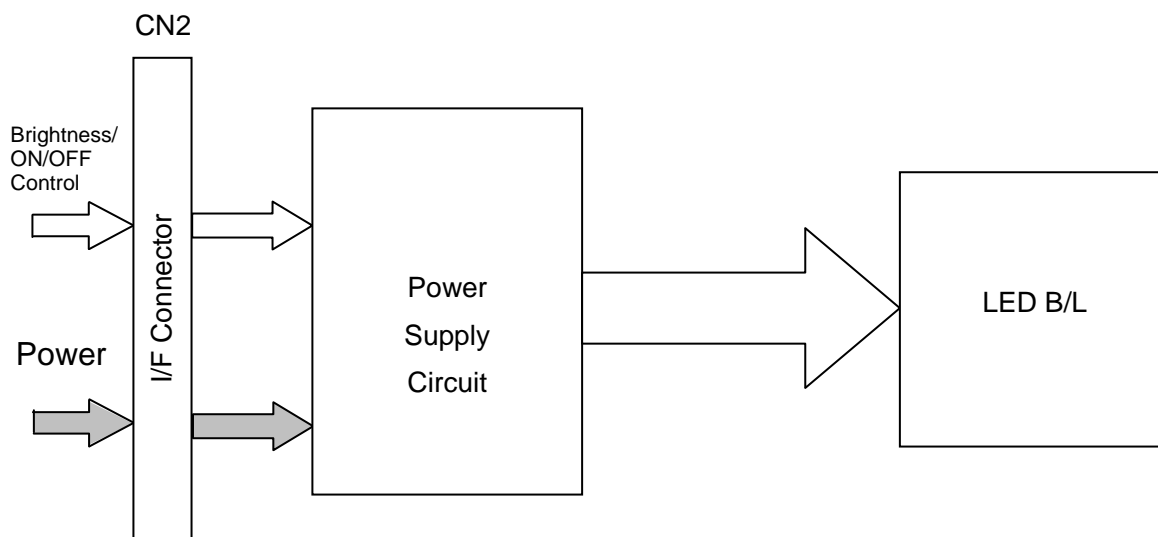 CN2
Brightness/
ON/OFF
Control
I/F Connector
Power
Power
Supply
Circuit
LED B/L